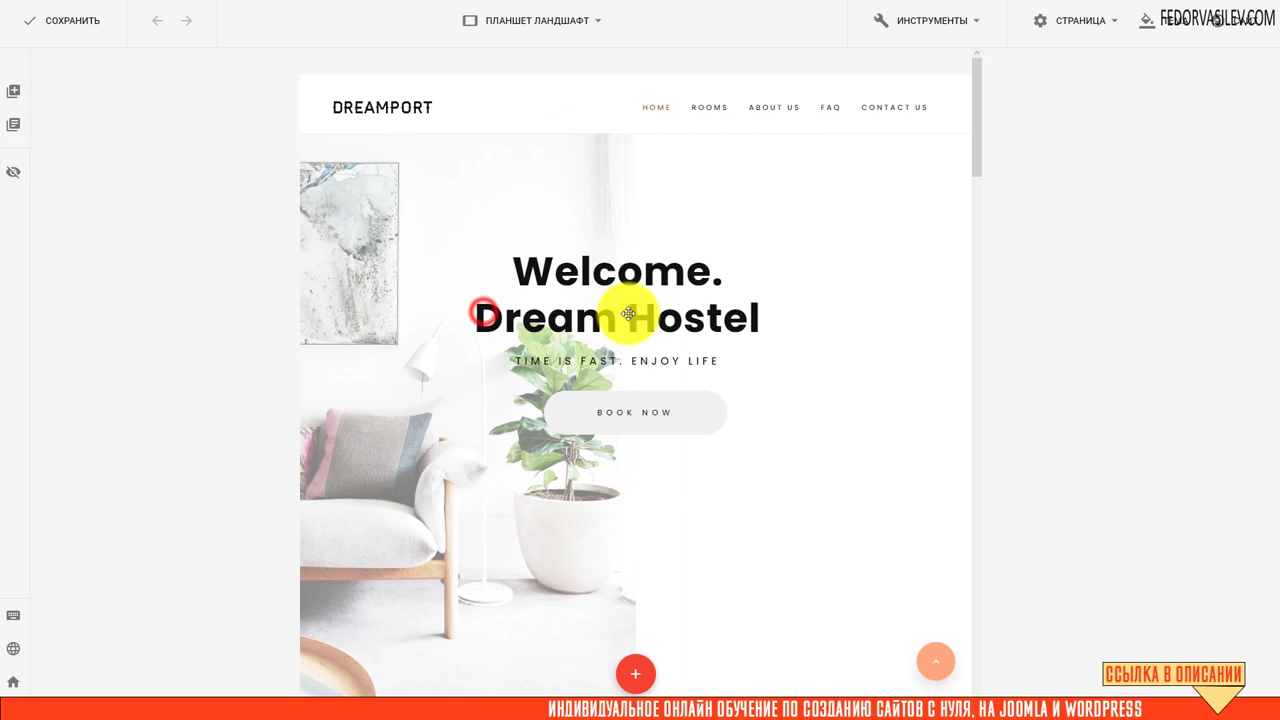 СОХРАНИТЬ
ПЛАНШЕТ ЛАНДШАФТ
ИНСТРУМЕНТЫ
СТРАНИЦА
FEDORVASILEV.COM
DREAMPORT
HOME
ROOMS
ABOUT US
FAQ
CONTACT US
Welcome.
Dream Hostel
TIME IS FAST. ENJOY LIFE
BOOK NOW
ССЫЛКА В ОПИСАНИИ
ИНДИВИДУАЛЬНОЕ ОНЛАЙН ОБУЧЕНИЕ ПО СОЗДАНИЮ САЙТОВ С НУЛЯ, НА JOOMLA И WORDPRESS